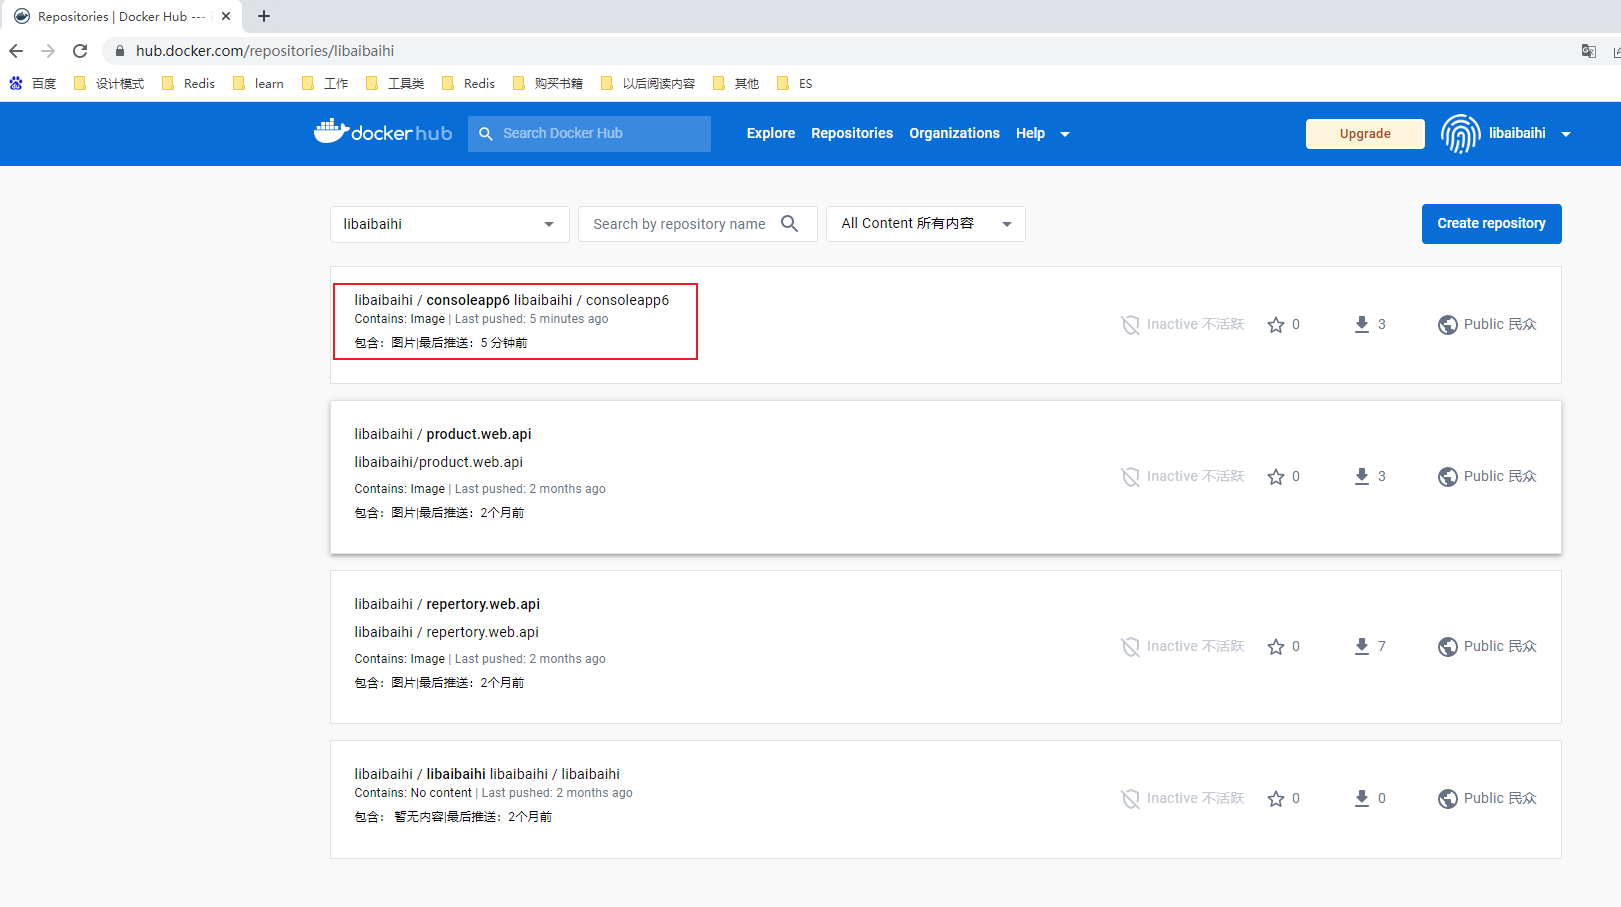 Repositories | Docker Hub ---
hub.docker.com/repositories/libaibaihi
百度 设计模式 Redis learn 工作 工具类 Redis 购买书籍 以后阅读内容 其他 ES
docker hub Search Docker Hub Explore Repositories Organizations Help Upgrade libaibaihi
libaibaihi Search by repository name All Content 所有内容 Create repository
libaibaihi / consoleapp6 libaibaihi / consoleapp6
Contains: Image | Last pushed: 5 minutes ago
包含：图片|最后推送：5 分钟前
Inactive 不活跃 0 3 Public 民众
libaibaihi / product.web.api
libaibaihi/product.web.api
Contains: Image | Last pushed: 2 months ago
包含：图片|最后推送：2个月前
Inactive 不活跃 0 3 Public 民众
libaibaihi / repertory.web.api
libaibaihi / repertory.web.api
Contains: Image | Last pushed: 2 months ago
包含：图片|最后推送：2个月前
Inactive 不活跃 0 7 Public 民众
libaibaihi / libaibaihi libaibaihi / libaibaihi
Contains: No content | Last pushed: 2 months ago
包含： 暂无内容|最后推送：2个月前
Inactive 不活跃 0 0 Public 民众